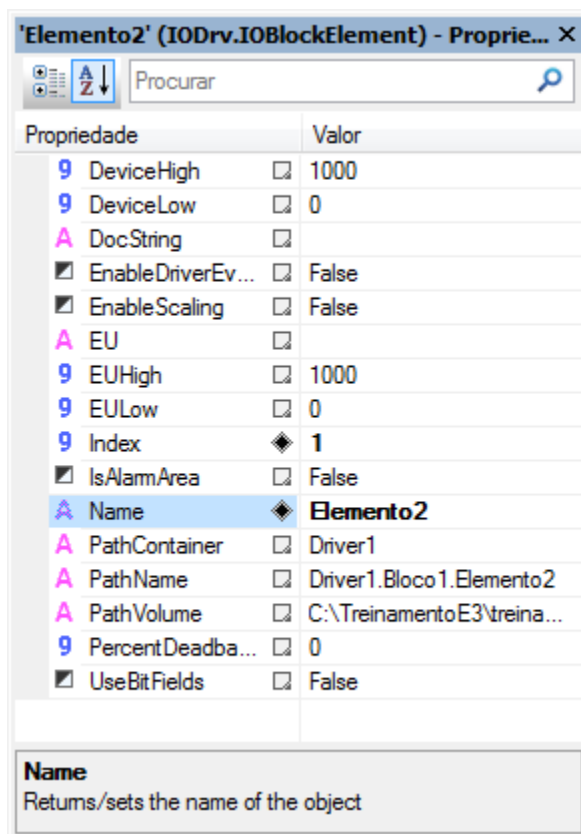 'Elemento2' (IODrv.IOBlockElement) - Proprie...
Procurar
Propriedade Valor
DeviceHigh 1000
DeviceLow 0
DocString
EnableDriverEv... False
EnableScaling False
EU
EUHigh 1000
EULow 0
Index 1
IsAlarmArea False
Name Elemento2
PathContainer Driver1
PathName Driver1.Bloco1.Elemento2
PathVolume C:\TreinamentoE3\treina...
PercentDeadba... 0
UseBitFields False
Name
Returns/sets the name of the object